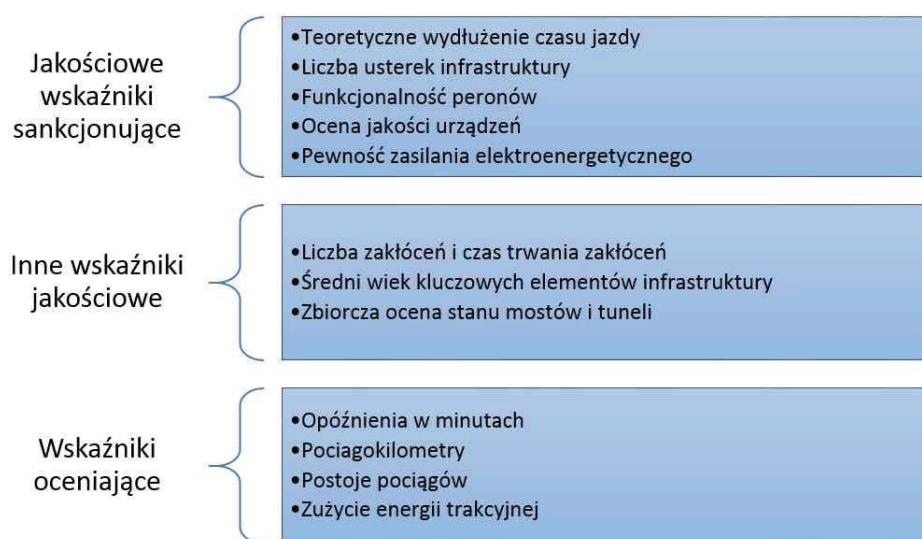 Jakościowe
wskaźniki
sankcjonujące
•Teoretyczne wydłużenie czasu jazdy
•Liczba usterek infrastruktury
•Funkcjonalność peronów
•Ocena jakości urządzeń
•Pewność zasilania elektroenergetycznego
Inne wskaźniki
jakościowe
•Liczba zakłóceń i czas trwania zakłóceń
•Średni wiek kluczowych elementów infrastruktury
•Zbiorcza ocena stanu mostów i tuneli
Wskaźniki
oceniające
•Opóźnienia w minutach
•Pociagokilometry
•Postoje pociągów
•Zużycie energii trakcyjnej